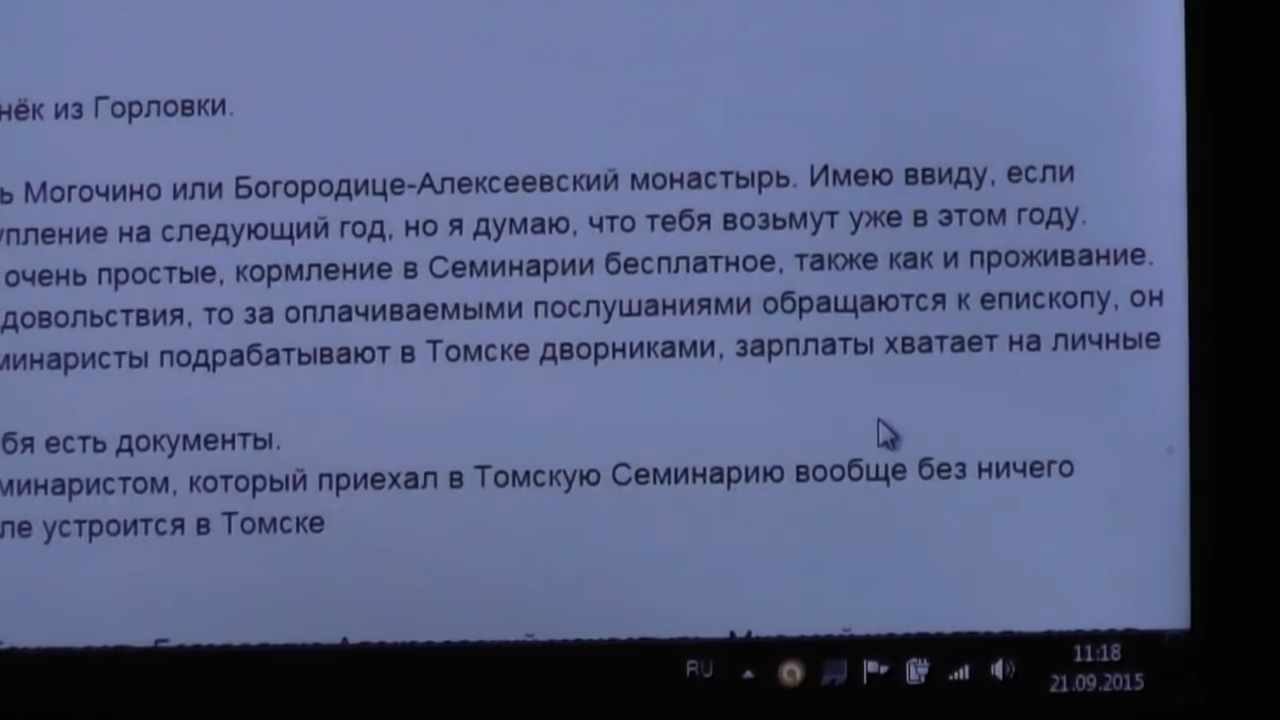 нёк из Горловки.
ь Могочино или Богородице-Алексеевский монастырь. Имею ввиду, если
упление на следующий год, но я думаю, что тебя возьмут уже в этом году.
очень простые, кормление в Семинарии бесплатное, также как и проживание.
довольствия, то за оплачиваемыми послушаниями обращаются к епископу, он
минаристы подрабатывают в Томске дворниками, зарплаты хватает на личные
бя есть документы.
минаристом, который приехал в Томскую Семинарию вообще без ничего
ле устроится в Томске
RU
11:18
21.09.2015